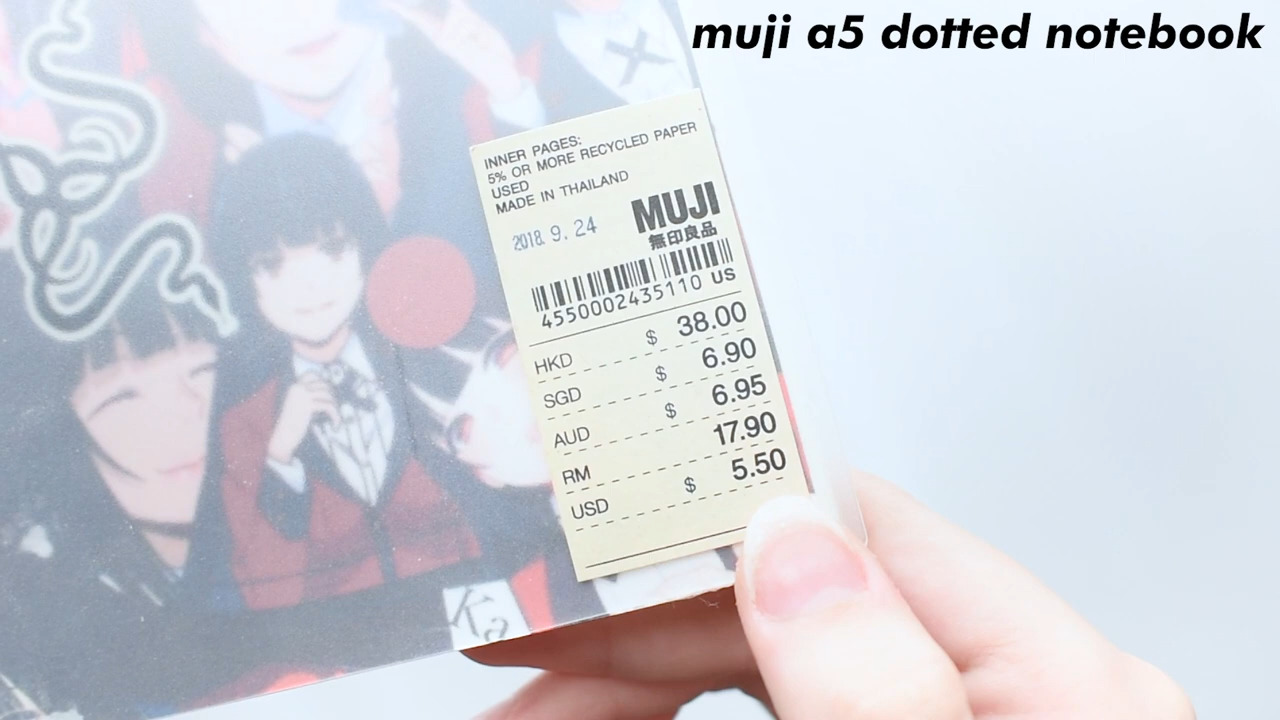 muji a5 dotted notebook
INNER PAGES:
5% OR MORE RECYCLED PAPER
USED
MADE IN THAILAND
2018. 9. 24
MUJI
無印良品
4550002435110 US
HKD $ 38.00
SGD $ 6.90
AUD $ 6.95
RM 17.90
USD $ 5.50
Ka